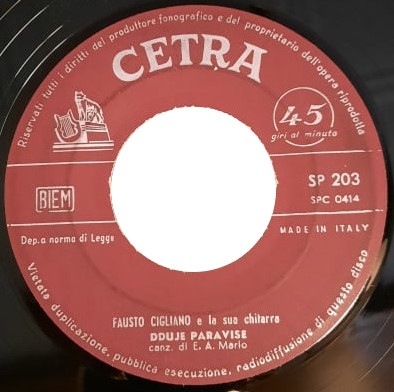 Riservati tutti i diritti del produttore fonografico e del proprietario dell'opera riprodotta
CETRA
45
giri al minuto
BIEM
SP 203
SPC 0414
Dep. a norma di Legge
MADE IN ITALY
FAUSTO CIGLIANO e la sua chitarra
DDUJE PARAVISE
canz. di E. A. Mario
Vietata duplicazione, pubblica esecuzione, radiodiffusione di questo disco